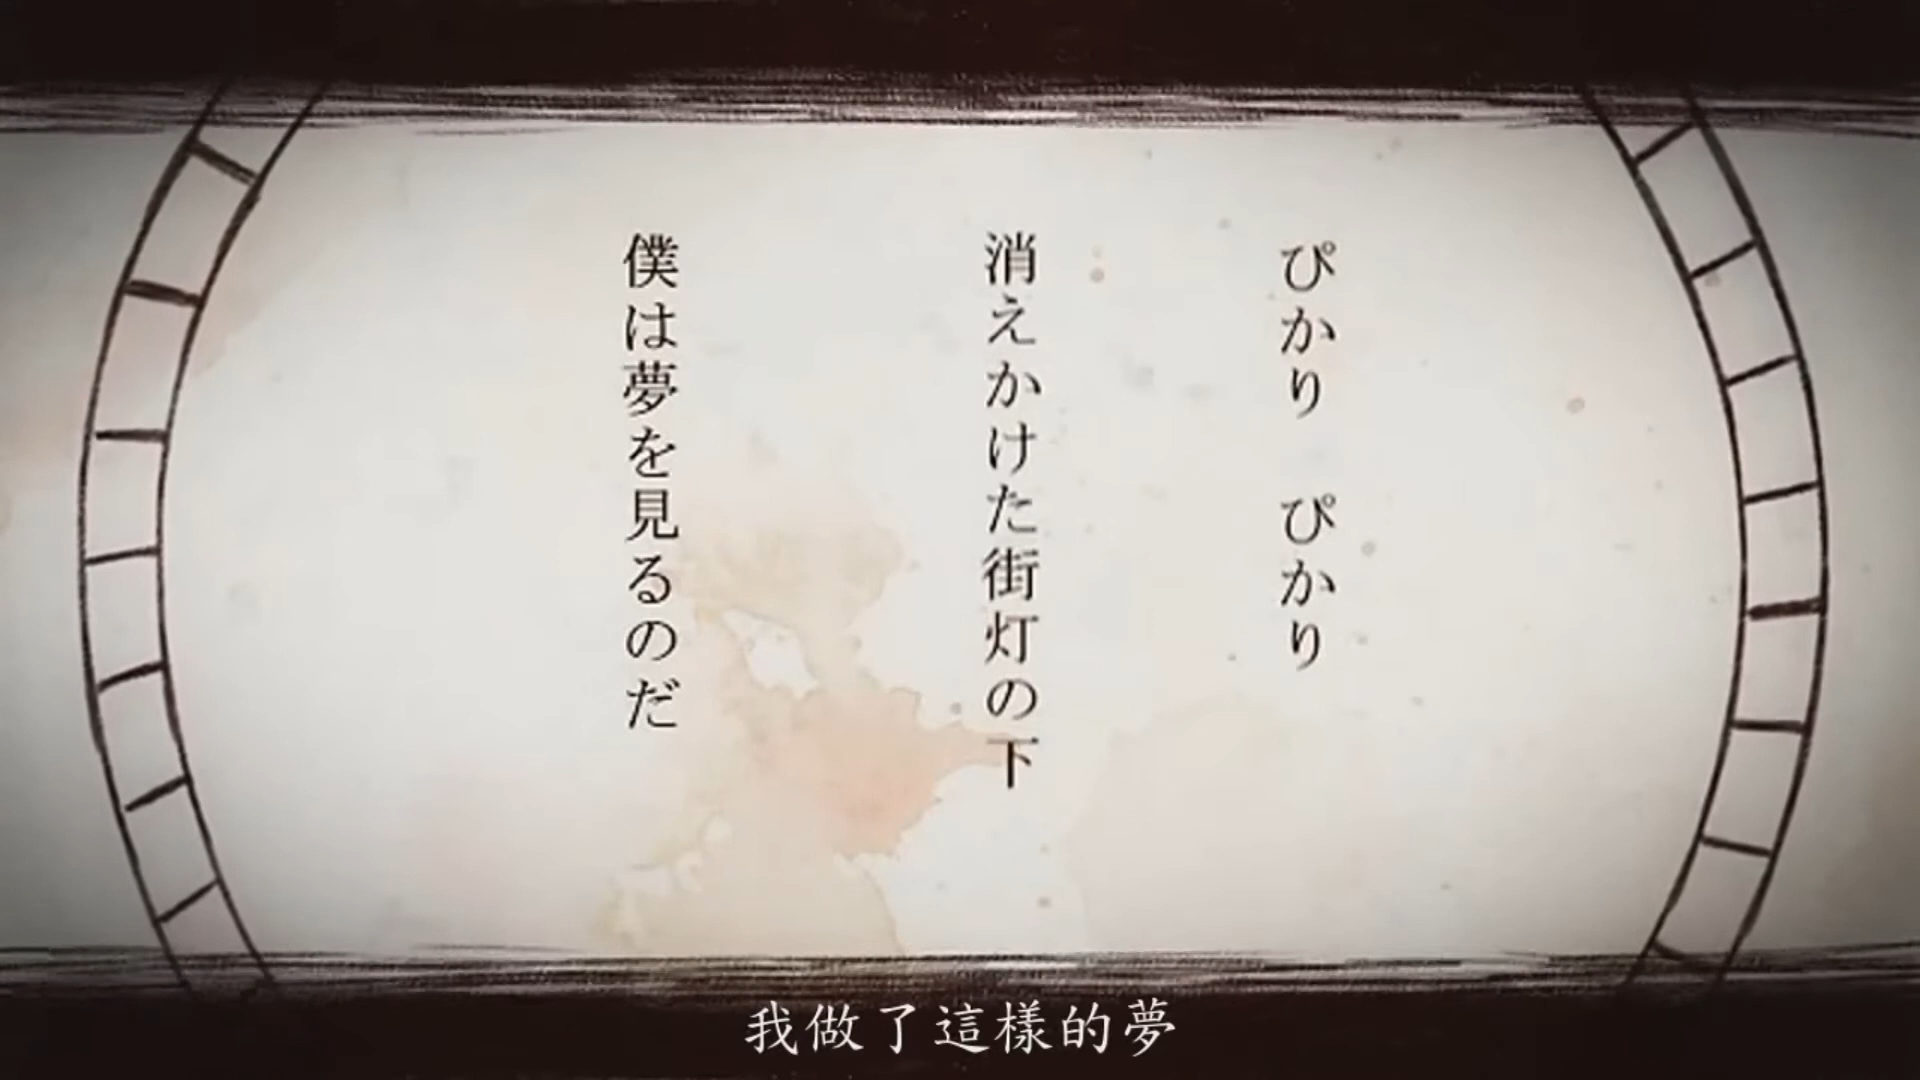 ぴかり　ぴかり
消えかけた街灯の下
僕は夢を見るのだ
我做了這樣的夢